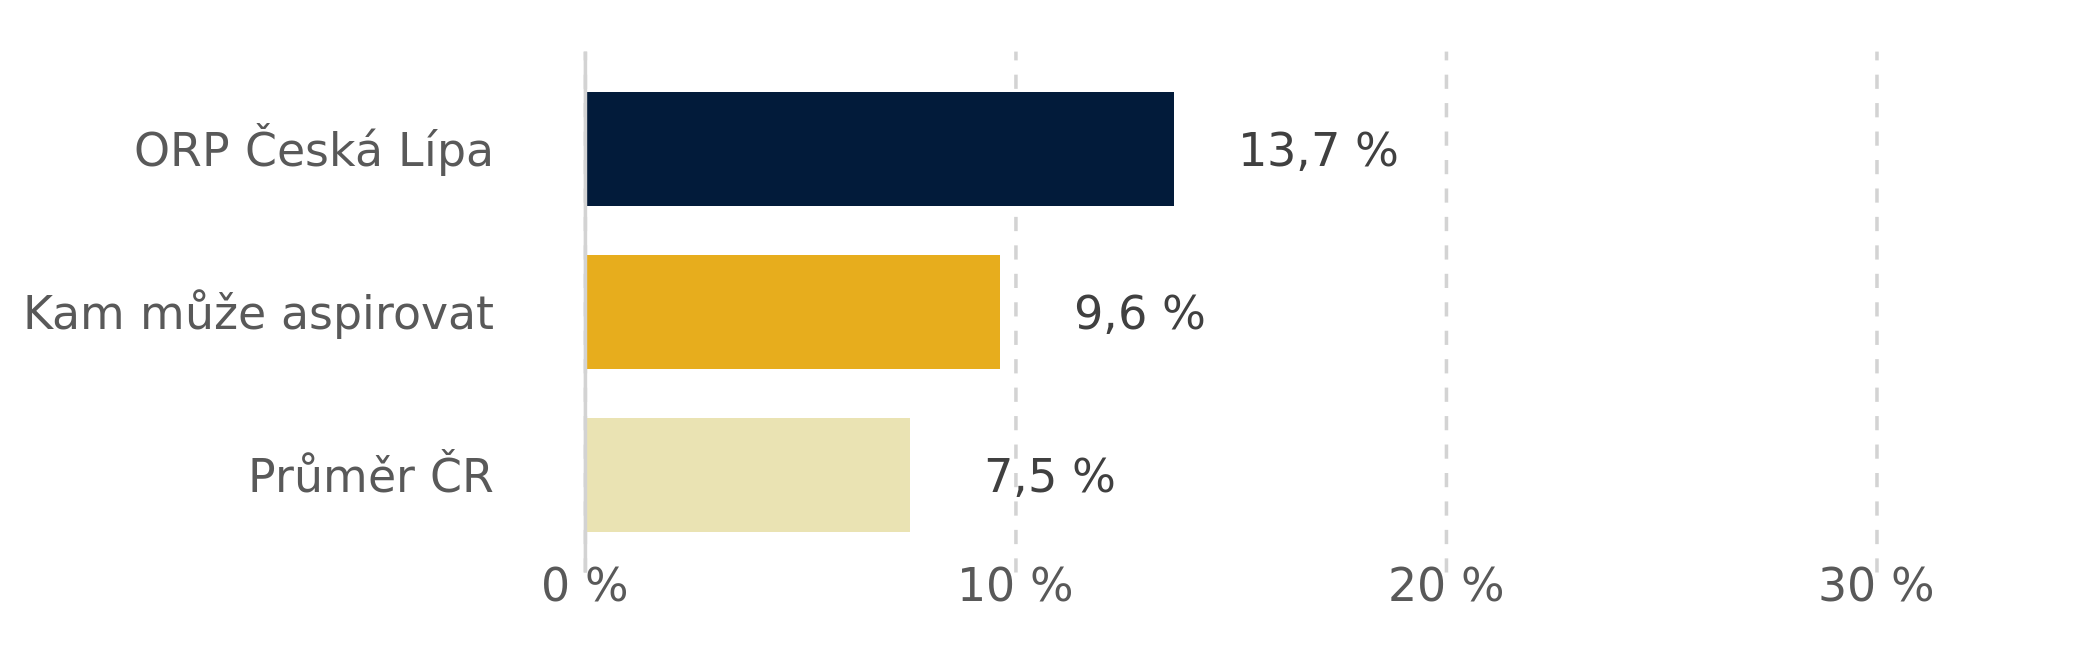 ORP Česká Lípa 13,7 %
Kam může aspirovat 9,6 %
Průměr ČR 7,5 %
0 % 10 % 20 % 30 %